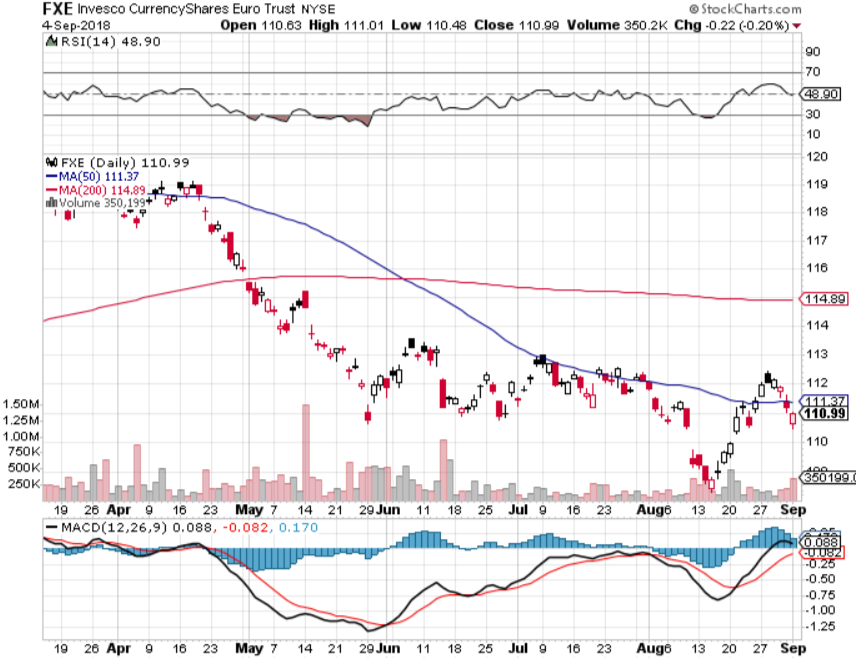 FXE Invesco CurrencyShares Euro Trust NYSE
© StockCharts.com
4-Sep-2018
Open 110.63 High 111.01 Low 110.48 Close 110.99 Volume 350.2K Chg -0.22 (-0.20%)
RSI(14) 48.90
90
70
48.90
30
10
FXE (Daily) 110.99
MA(50) 111.37
MA(200) 114.89
Volume 350,199
120
119
118
117
116
114.89
114
113
112
111.37
110.99
110
350199.0
1.50M
1.25M
1.00M
750K
500K
250K
19 26 Apr 9 16 23 May 7 14 21 29 Jun 11 18 25 Jul 9 16 23 Aug 6 13 20 27 Sep
MACD(12,26,9) 0.088, -0.082, 0.170
0.088
-0.082
-0.25
-0.50
-0.75
-1.00
-1.25
19 26 Apr 9 16 23 May 7 14 21 29 Jun 11 18 25 Jul 9 16 23 Aug 6 13 20 27 Sep